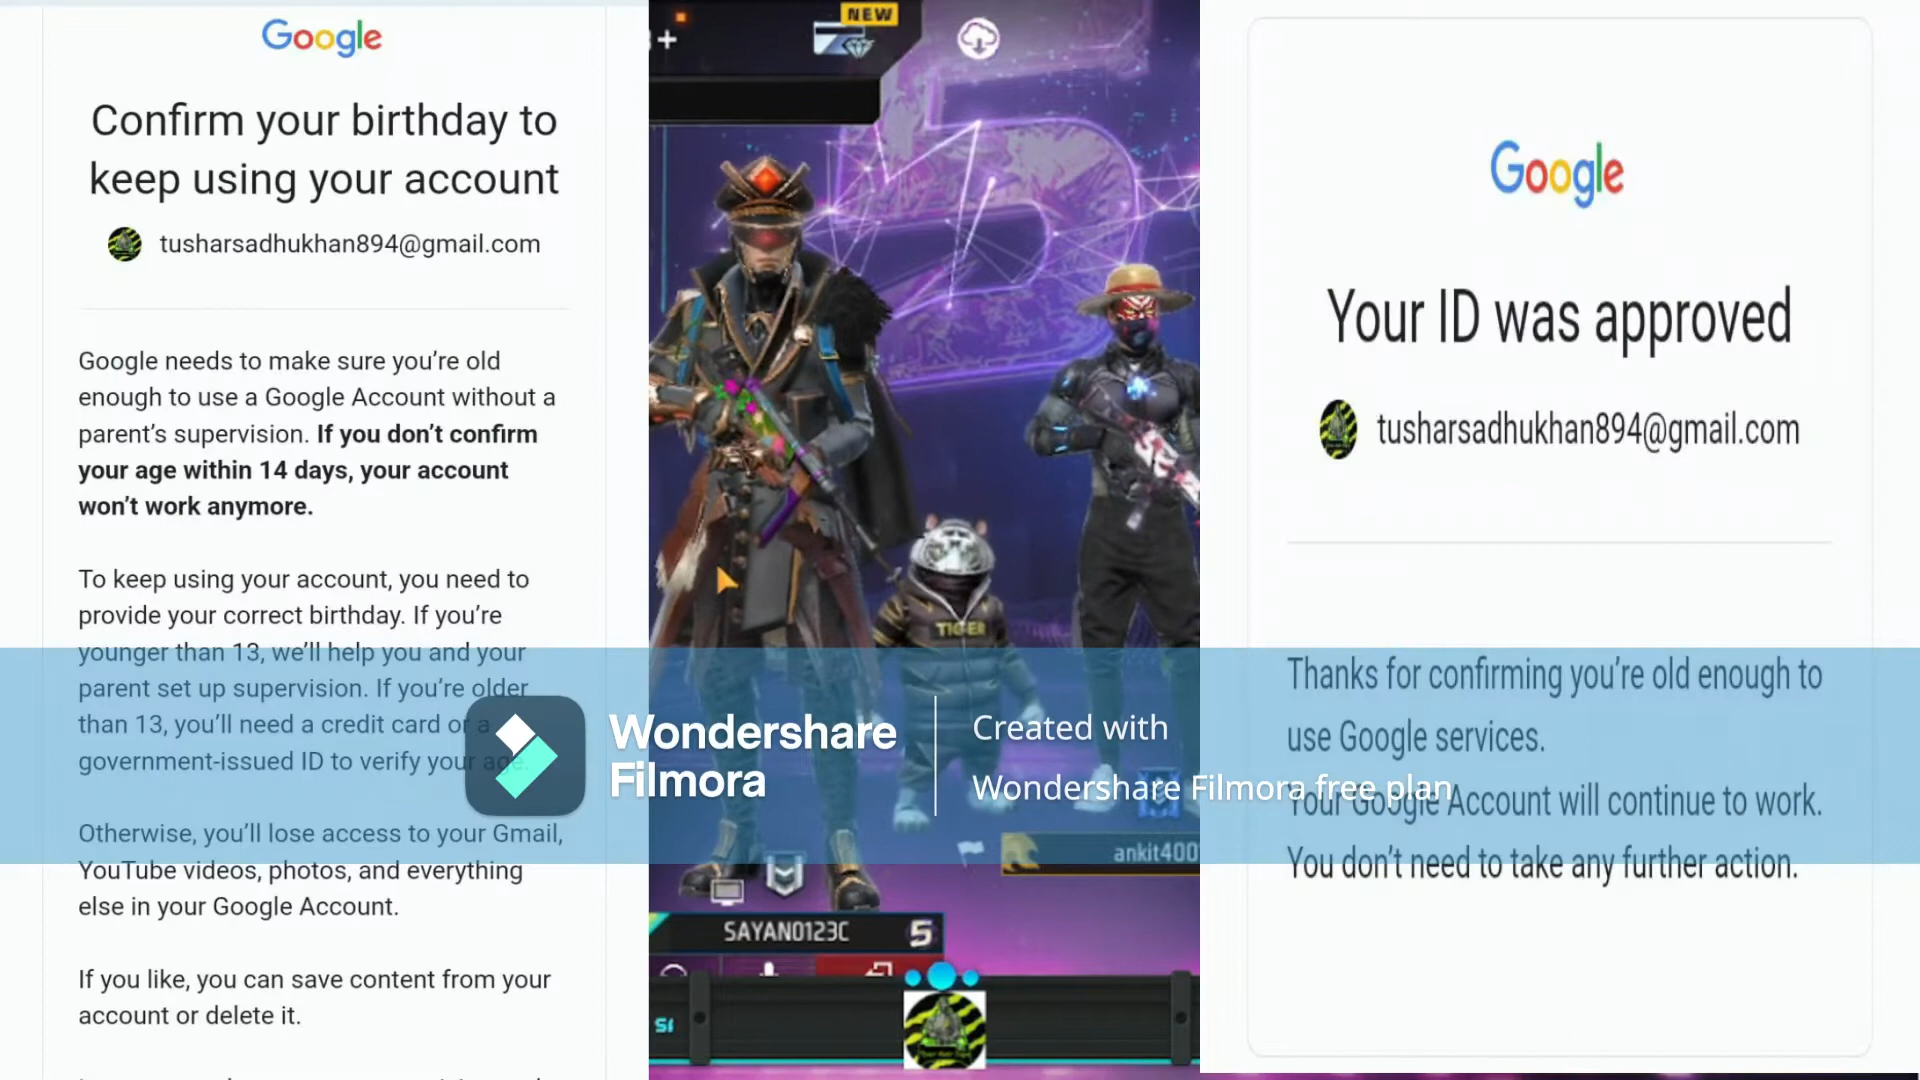 Google
Confirm your birthday to
keep using your account
tusharsadhukhan894@gmail.com
Google needs to make sure you’re old
enough to use a Google Account without a
parent’s supervision. If you don’t confirm
your age within 14 days, your account
won’t work anymore.
To keep using your account, you need to
provide your correct birthday. If you’re
younger than 13, we’ll help you and your
parent set up supervision. If you’re older
than 13, you’ll need a credit card or a
government-issued ID to verify your age.
Otherwise, you’ll lose access to your Gmail,
YouTube videos, photos, and everything
else in your Google Account.
If you like, you can save content from your
account or delete it.
NEW
TIGER
ankit400
SAYAN0123C 5
Wondershare
Filmora
Created with
Wondershare Filmora free plan
Google
Your ID was approved
tusharsadhukhan894@gmail.com
Thanks for confirming you’re old enough to
use Google services.
Your Google Account will continue to work.
You don’t need to take any further action.